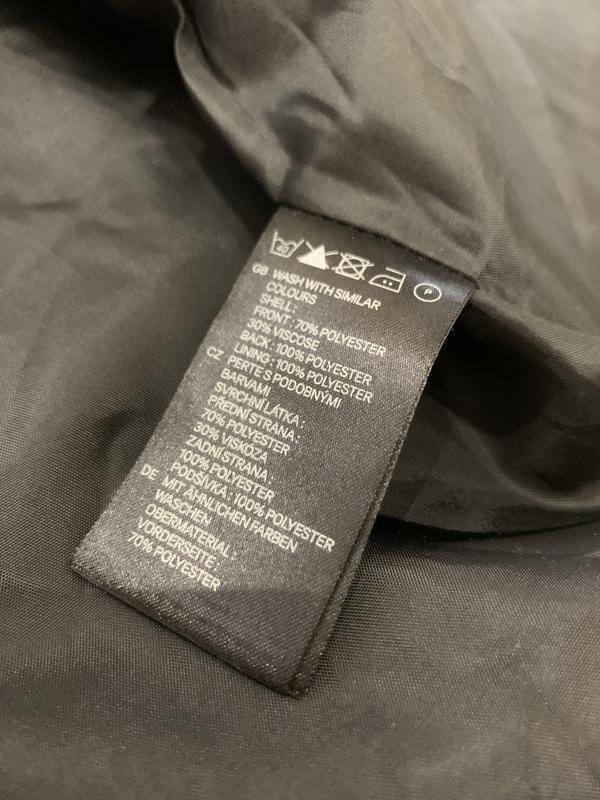 40 P
GB WASH WITH SIMILAR
COLOURS
SHELL :
FRONT : 70% POLYESTER
30% VISCOSE
BACK : 100% POLYESTER
LINING : 100% POLYESTER
CZ PERTE S PODOBNÝMI
BARVAMI
SVRCHNÍ LÁTKA :
PŘEDNÍ STRANA :
70% POLYESTER
30% VISKÓZA
ZADNÍ STRANA :
100% POLYESTER
PODŠÍVKA : 100% POLYESTER
DE MIT ÄHNLICHEN FARBEN
WASCHEN
OBERMATERIAL :
VORDERSEITE :
70% POLYESTER